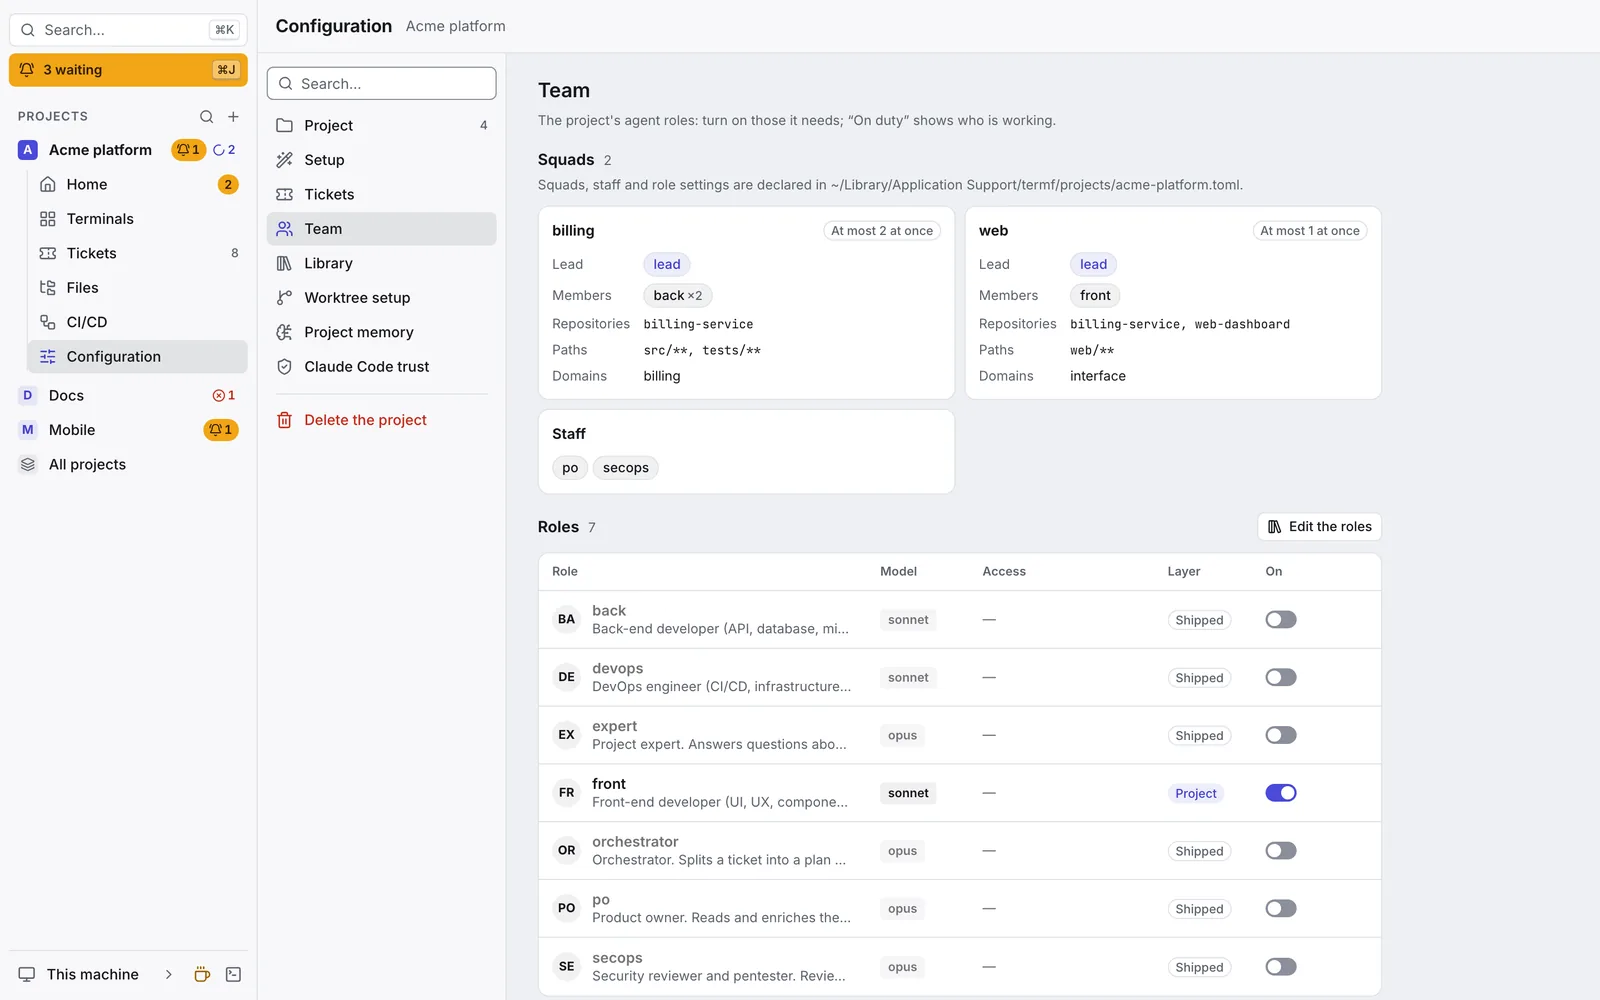 Search...
⌘K
3 waiting
⌘J
PROJECTS
A Acme platform 1 2
Home 2
Terminals
Tickets 8
Files
CI/CD
Configuration
D Docs 1
M Mobile 1
All projects
This machine
Configuration Acme platform
Search...
Project 4
Setup
Tickets
Team
Library
Worktree setup
Project memory
Claude Code trust
Delete the project
Team
The project's agent roles: turn on those it needs; “On duty” shows who is working.
Squads 2
Squads, staff and role settings are declared in ~/Library/Application Support/termf/projects/acme-platform.toml.
billing At most 2 at once
Lead lead
Members back ×2
Repositories billing-service
Paths src/**, tests/**
Domains billing
web At most 1 at once
Lead lead
Members front
Repositories billing-service, web-dashboard
Paths web/**
Domains interface
Staff
po secops
Roles 7
Edit the roles
Role Model Access Layer On
BA back sonnet — Shipped
Back-end developer (API, database, mi...
DE devops sonnet — Shipped
DevOps engineer (CI/CD, infrastructure...
EX expert opus — Shipped
Project expert. Answers questions abo...
FR front sonnet — Project
Front-end developer (UI, UX, compone...
OR orchestrator opus — Shipped
Orchestrator. Splits a ticket into a plan ...
PO po opus — Shipped
Product owner. Reads and enriches the...
SE secops opus — Shipped
Security reviewer and pentester. Revie...